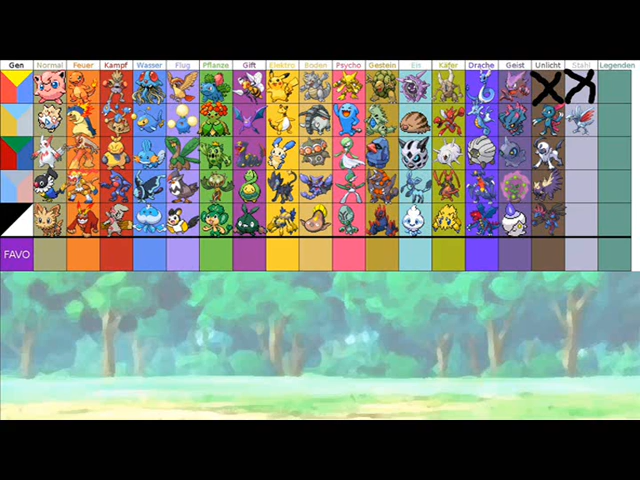 Gen Normal Feuer Kampf Wasser Flug Pflanze Gift Elektro Boden Psycho Gestein Eis Käfer Drache Geist Unlicht Stahl Legenden
FAVO